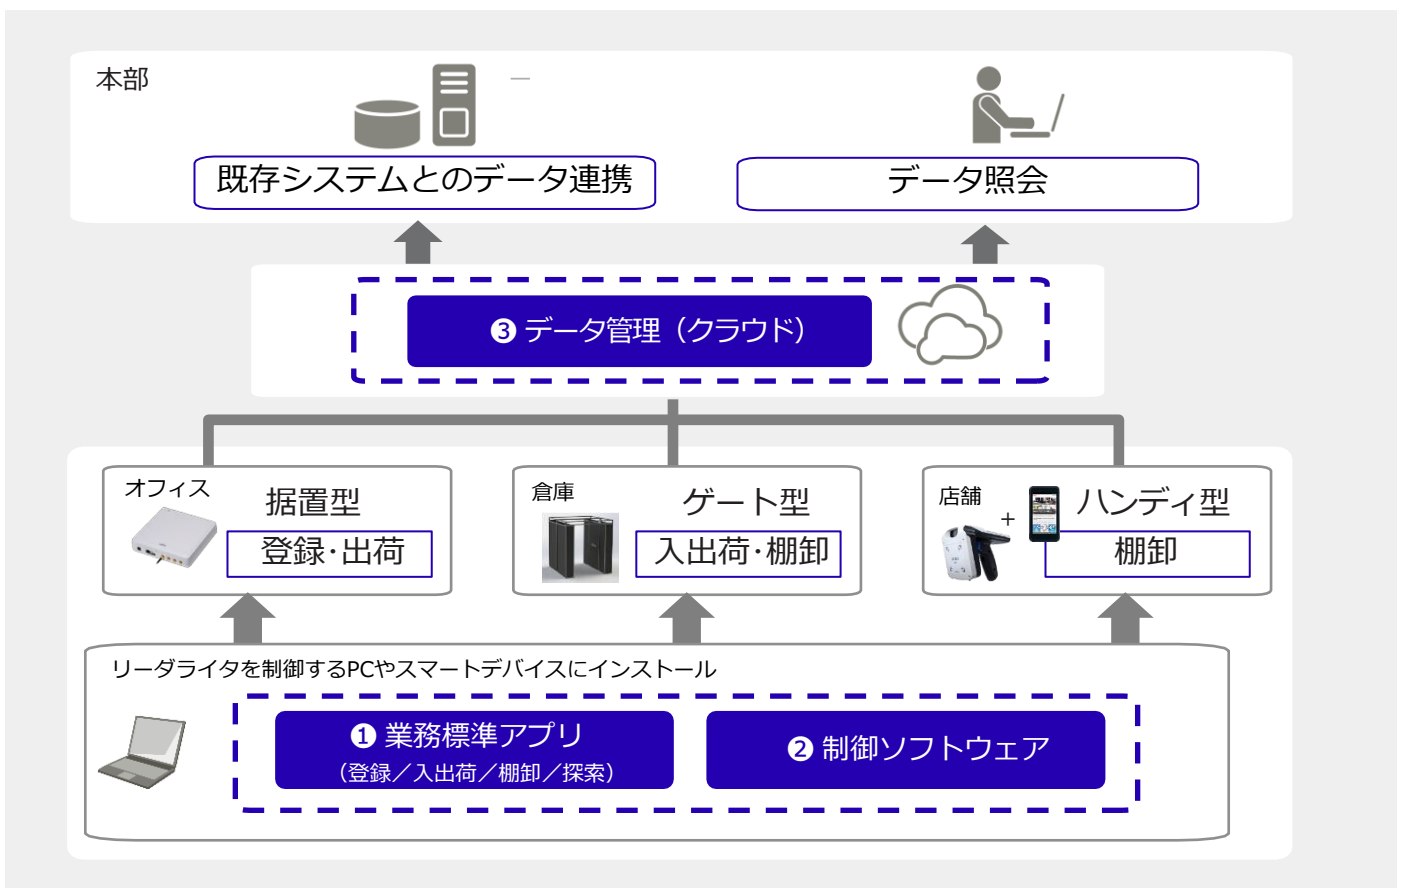 本部
既存システムとのデータ連携
データ照会
❸ データ管理（クラウド）
オフィス
据置型
登録・出荷
倉庫
ゲート型
入出荷・棚卸
店舗
+
ハンディ型
棚卸
リーダライタを制御するPCやスマートデバイスにインストール
❶ 業務標準アプリ
（登録／入出荷／棚卸／探索）
❷ 制御ソフトウェア